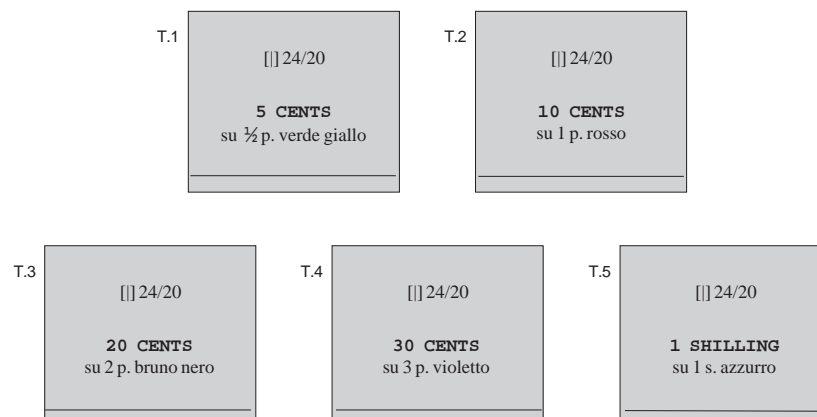 T.1
[|] 24/20
5 CENTS
su ½ p. verde giallo
T.2
[|] 24/20
10 CENTS
su 1 p. rosso
T.3
[|] 24/20
20 CENTS
su 2 p. bruno nero
T.4
[|] 24/20
30 CENTS
su 3 p. violetto
T.5
[|] 24/20
1 SHILLING
su 1 s. azzurro